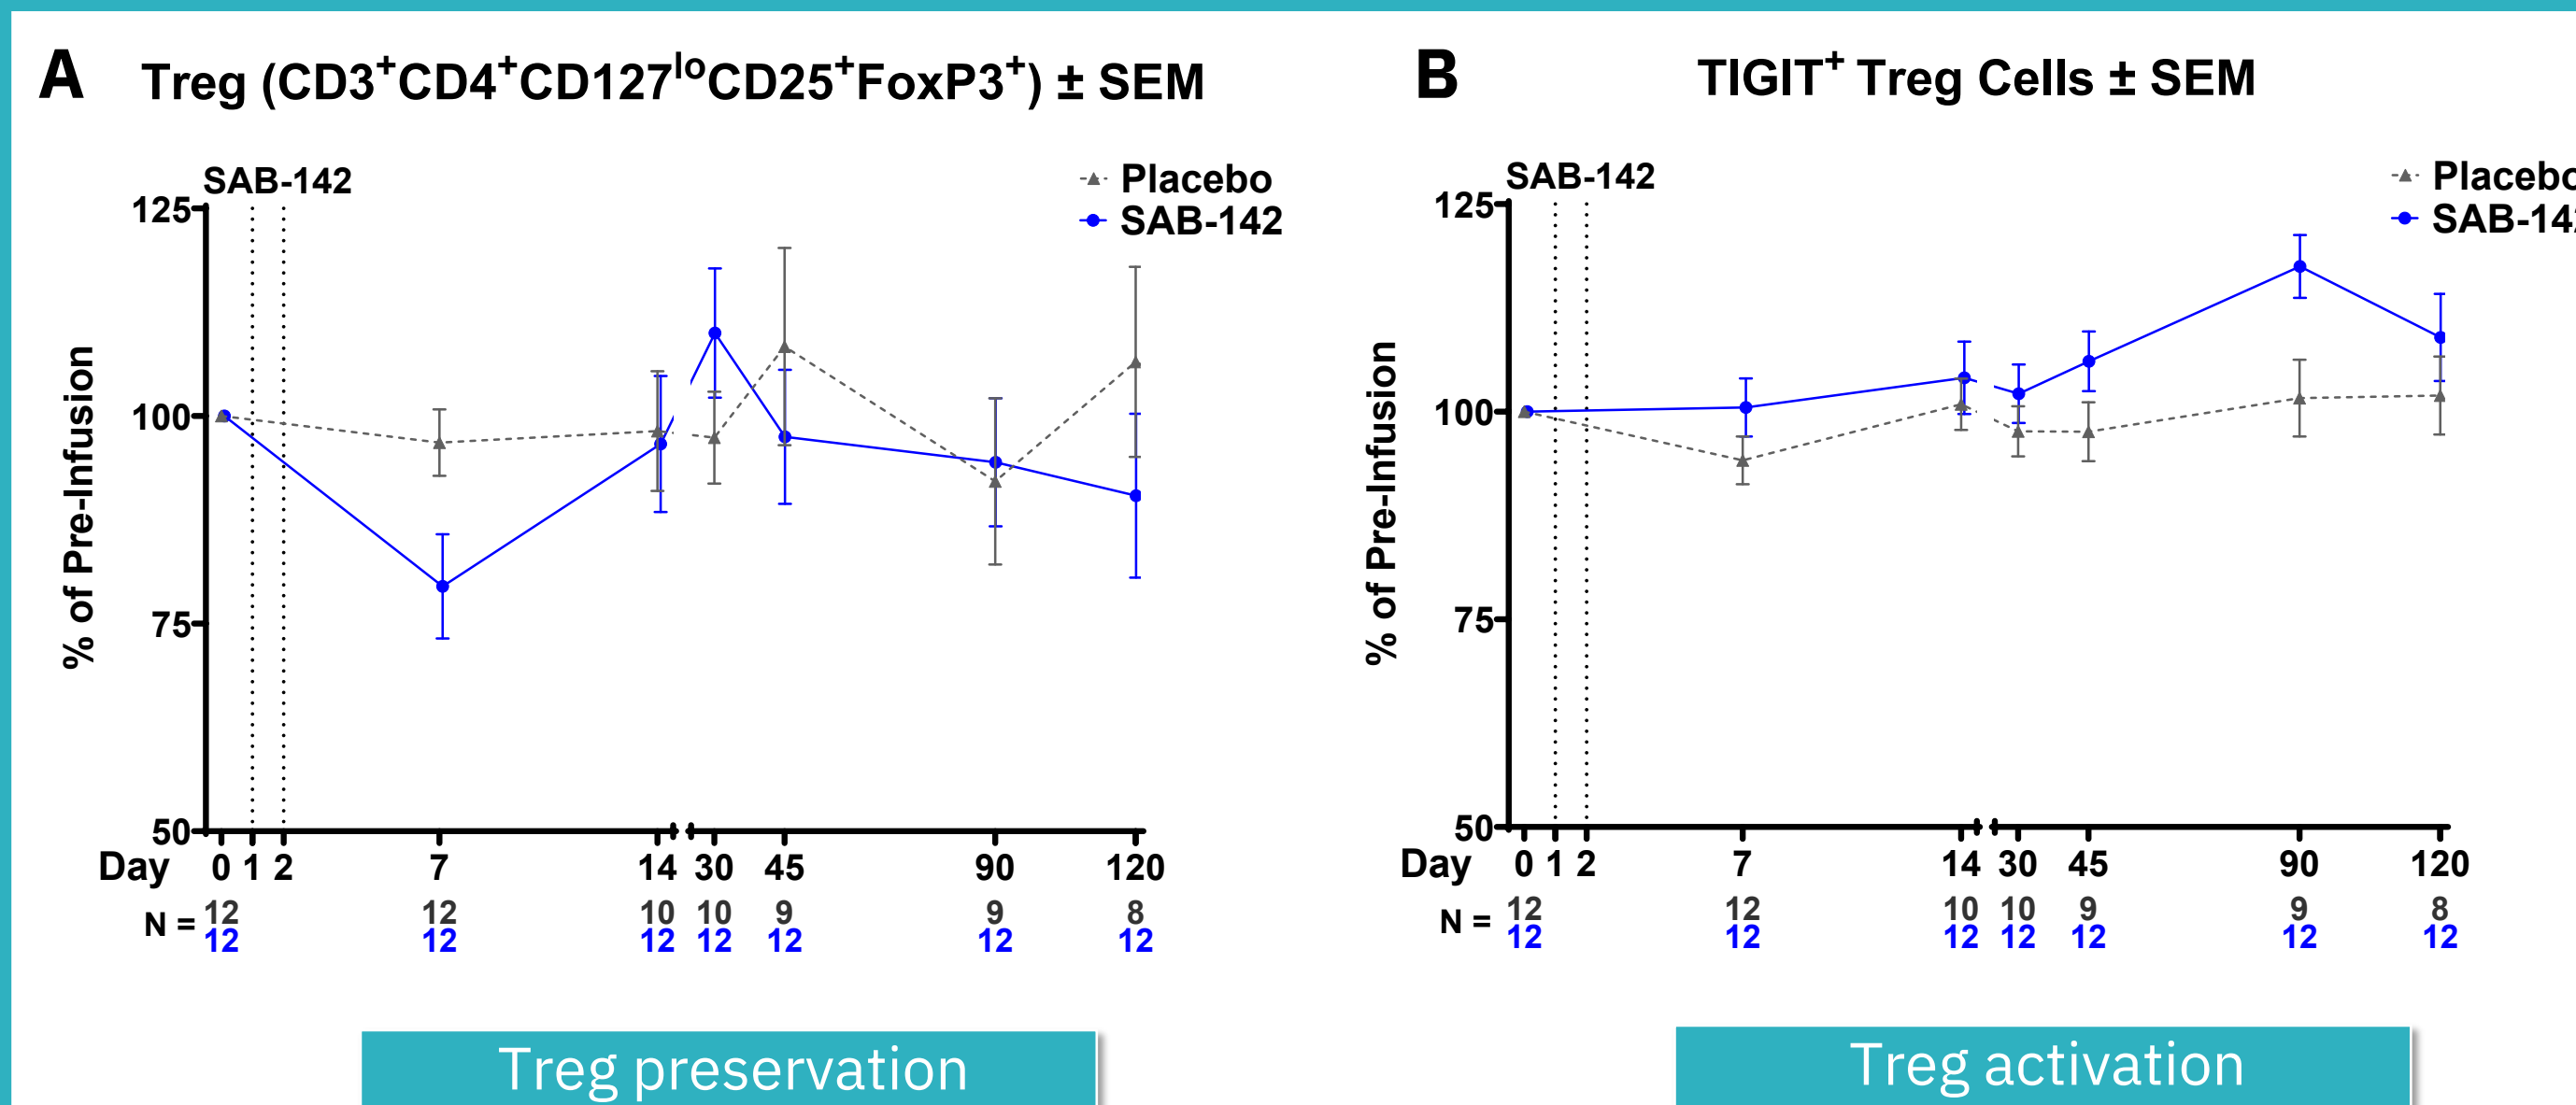 A
Treg (CD3⁺CD4⁺CD127ˡᵒCD25⁺FoxP3⁺) ± SEM
SAB-142
Placebo
SAB-142
125
100
75
50
% of Pre-Infusion
Day 0 1 2 7 14 30 45 90 120
N = 12 12 10 10 9 9 8
12 12 12 12 12 12 12
Treg preservation
B
TIGIT⁺ Treg Cells ± SEM
SAB-142
Placebo
SAB-142
125
100
75
50
% of Pre-Infusion
Day 0 1 2 7 14 30 45 90 120
N = 12 12 10 10 9 9 8
12 12 12 12 12 12 12
Treg activation